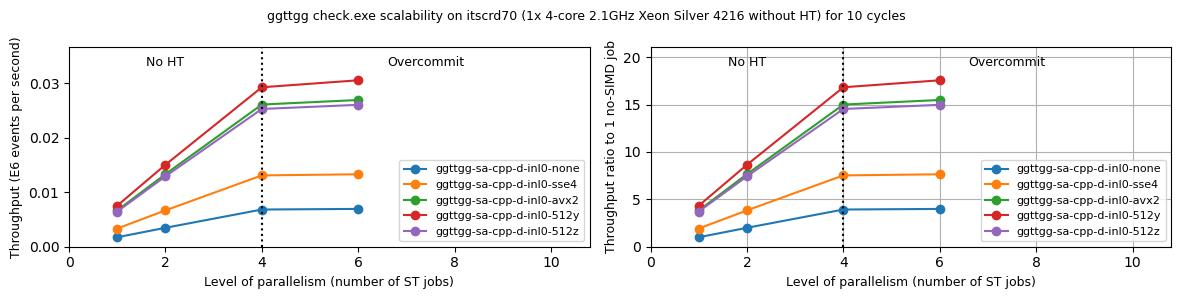 ggttgg check.exe scalability on itscrd70 (1x 4-core 2.1GHz Xeon Silver 4216 without HT) for 10 cycles
Throughput (E6 events per second)
No HT
Overcommit
0.03
0.02
0.01
0.00
ggttgg-sa-cpp-d-inl0-none
ggttgg-sa-cpp-d-inl0-sse4
ggttgg-sa-cpp-d-inl0-avx2
ggttgg-sa-cpp-d-inl0-512y
ggttgg-sa-cpp-d-inl0-512z
0 2 4 6 8 10
Level of parallelism (number of ST jobs)
Throughput ratio to 1 no-SIMD job
No HT
Overcommit
20
15
10
5
0
ggttgg-sa-cpp-d-inl0-none
ggttgg-sa-cpp-d-inl0-sse4
ggttgg-sa-cpp-d-inl0-avx2
ggttgg-sa-cpp-d-inl0-512y
ggttgg-sa-cpp-d-inl0-512z
0 2 4 6 8 10
Level of parallelism (number of ST jobs)